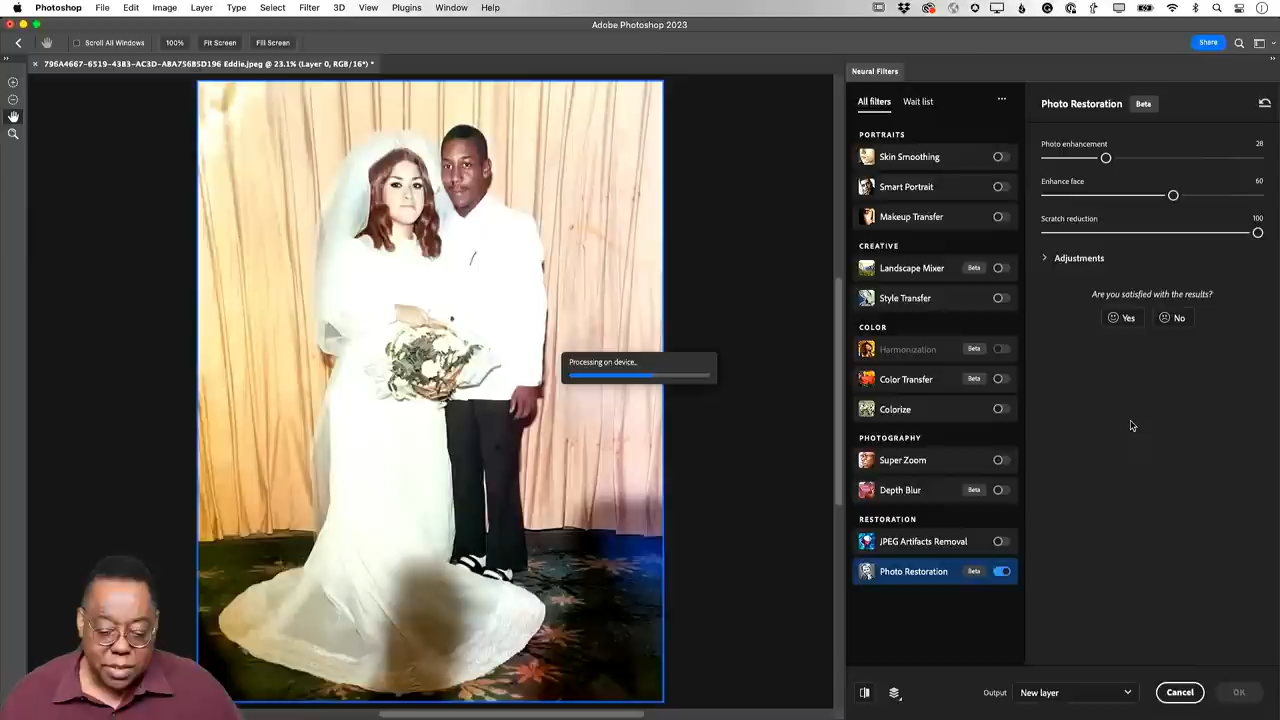 Photoshop File Edit Image Layer Type Select Filter 3D View Plugins Window Help
Adobe Photoshop 2023
Scroll All Windows 100% Fit Screen Fill Screen Share
796A4667-6519-43B3-AC3D-ABA756B5D196 Eddie.jpeg @ 23.1% (Layer 0, RGB/16*) *
Neural Filters
All filters Wait list
PORTRAITS
Skin Smoothing
Smart Portrait
Makeup Transfer
CREATIVE
Landscape Mixer Beta
Style Transfer
COLOR
Harmonization Beta
Color Transfer Beta
Colorize
PHOTOGRAPHY
Super Zoom
Depth Blur Beta
RESTORATION
JPEG Artifacts Removal
Photo Restoration Beta
Photo Restoration Beta
Photo enhancement 28
Enhance face 60
Scratch reduction 100
Adjustments
Are you satisfied with the results?
Yes No
Processing on device...
Output New layer Cancel OK